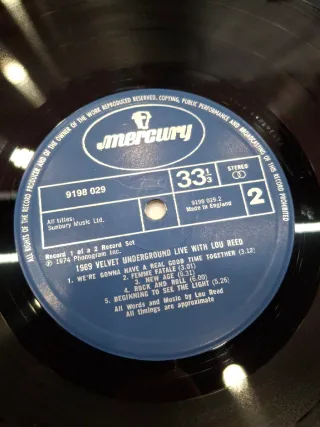 ALL RIGHTS OF THE RECORD PRODUCER AND OF THE OWNER OF THE WORK REPRODUCED RESERVED. COPYING, PUBLIC PERFORMANCE AND BROADCASTING OF THIS RECORD PROHIBITED
mercury
9198 029
33 1/3
STEREO
All titles:
Sunbury Music Ltd.
9198 029.2
Made in England
2
Record 1 of a 2 Record Set
℗ 1974 Phonogram Inc.
1969 VELVET UNDERGROUND LIVE WITH LOU REED
1. WE'RE GONNA HAVE A REAL GOOD TIME TOGETHER (3.12)
2. FEMME FATALE (3.01)
3. NEW AGE (6.31)
4. ROCK AND ROLL (6.00)
5. BEGINNING TO SEE THE LIGHT (5.26)
All Words and Music by Lou Reed
All timings are approximate